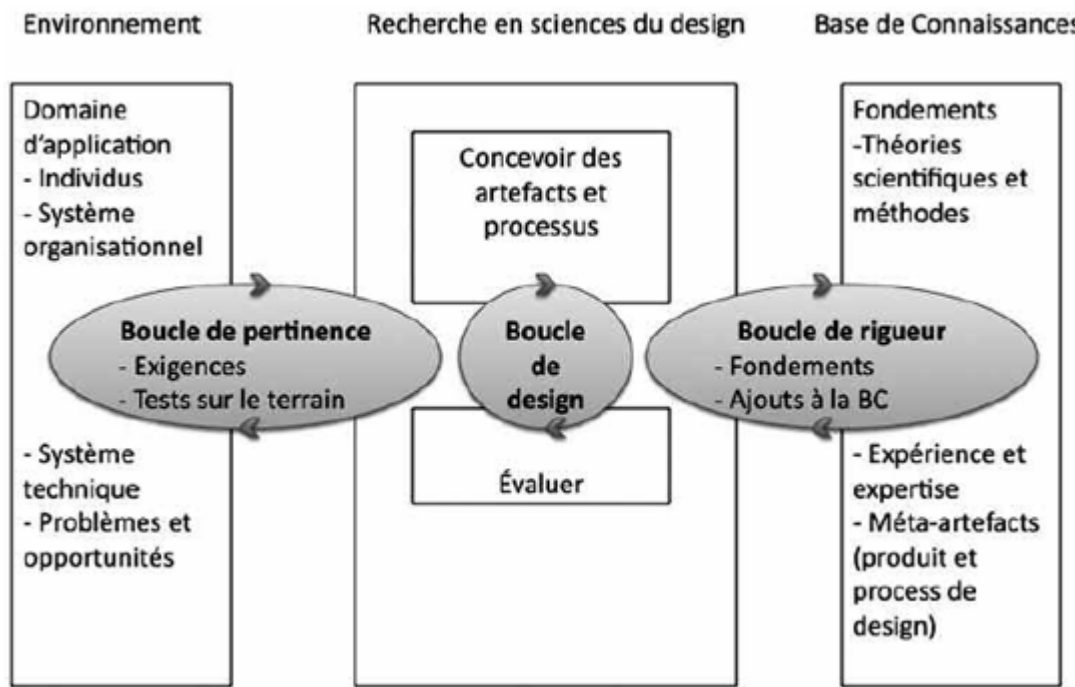 Environnement
Recherche en sciences du design
Base de Connaissances
Domaine
d'application
- Individus
- Système
organisationnel
Concevoir des
artefacts et
processus
Fondements
-Théories
scientifiques et
méthodes
Boucle de pertinence
- Exigences
- Tests sur le terrain
Boucle
de
design
Boucle de rigueur
- Fondements
- Ajouts à la BC
- Système
technique
- Problèmes et
opportunités
Évaluer
- Expérience et
expertise
- Méta-artefacts
(produit et
process de
design)